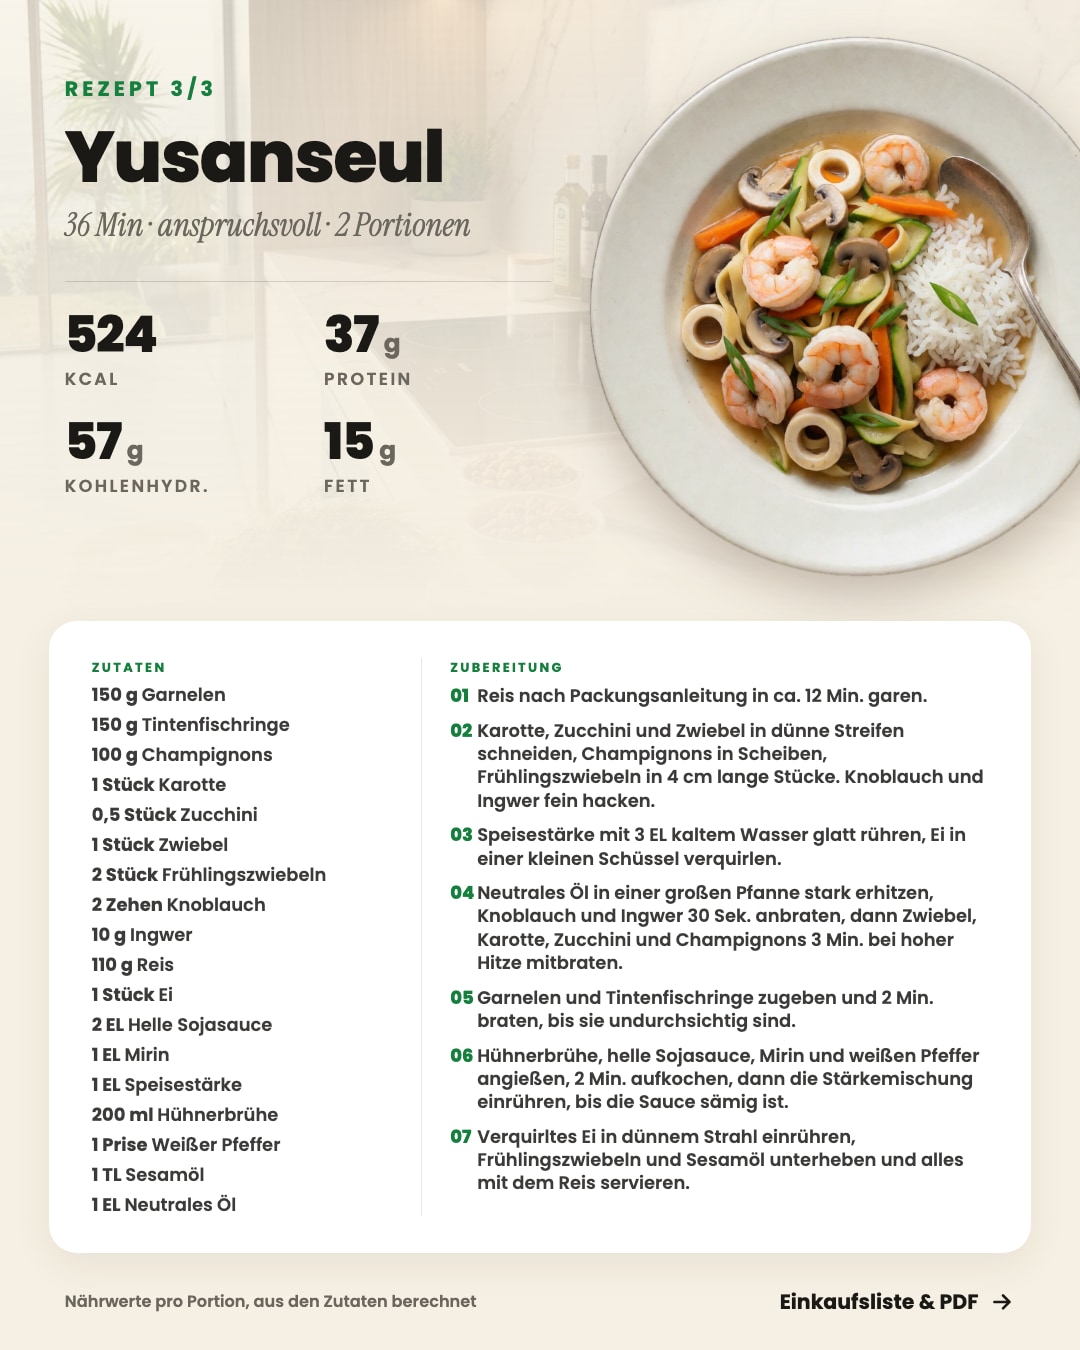 REZEPT 3/3
Yusanseul
36 Min · anspruchsvoll · 2 Portionen
524
KCAL
37 g
PROTEIN
57 g
KOHLENHYDR.
15 g
FETT
ZUTATEN
150 g Garnelen
150 g Tintenfischringe
100 g Champignons
1 Stück Karotte
0,5 Stück Zucchini
1 Stück Zwiebel
2 Stück Frühlingszwiebeln
2 Zehen Knoblauch
10 g Ingwer
110 g Reis
1 Stück Ei
2 EL Helle Sojasauce
1 EL Mirin
1 EL Speisestärke
200 ml Hühnerbrühe
1 Prise Weißer Pfeffer
1 TL Sesamöl
1 EL Neutrales Öl
ZUBEREITUNG
01 Reis nach Packungsanleitung in ca. 12 Min. garen.
02 Karotte, Zucchini und Zwiebel in dünne Streifen
schneiden, Champignons in Scheiben,
Frühlingszwiebeln in 4 cm lange Stücke. Knoblauch und
Ingwer fein hacken.
03 Speisestärke mit 3 EL kaltem Wasser glatt rühren, Ei in
einer kleinen Schüssel verquirlen.
04 Neutrales Öl in einer großen Pfanne stark erhitzen,
Knoblauch und Ingwer 30 Sek. anbraten, dann Zwiebel,
Karotte, Zucchini und Champignons 3 Min. bei hoher
Hitze mitbraten.
05 Garnelen und Tintenfischringe zugeben und 2 Min.
braten, bis sie undurchsichtig sind.
06 Hühnerbrühe, helle Sojasauce, Mirin und weißen Pfeffer
angießen, 2 Min. aufkochen, dann die Stärkemischung
einrühren, bis die Sauce sämig ist.
07 Verquirltes Ei in dünnem Strahl einrühren,
Frühlingszwiebeln und Sesamöl unterheben und alles
mit dem Reis servieren.
Nährwerte pro Portion, aus den Zutaten berechnet
Einkaufsliste & PDF →